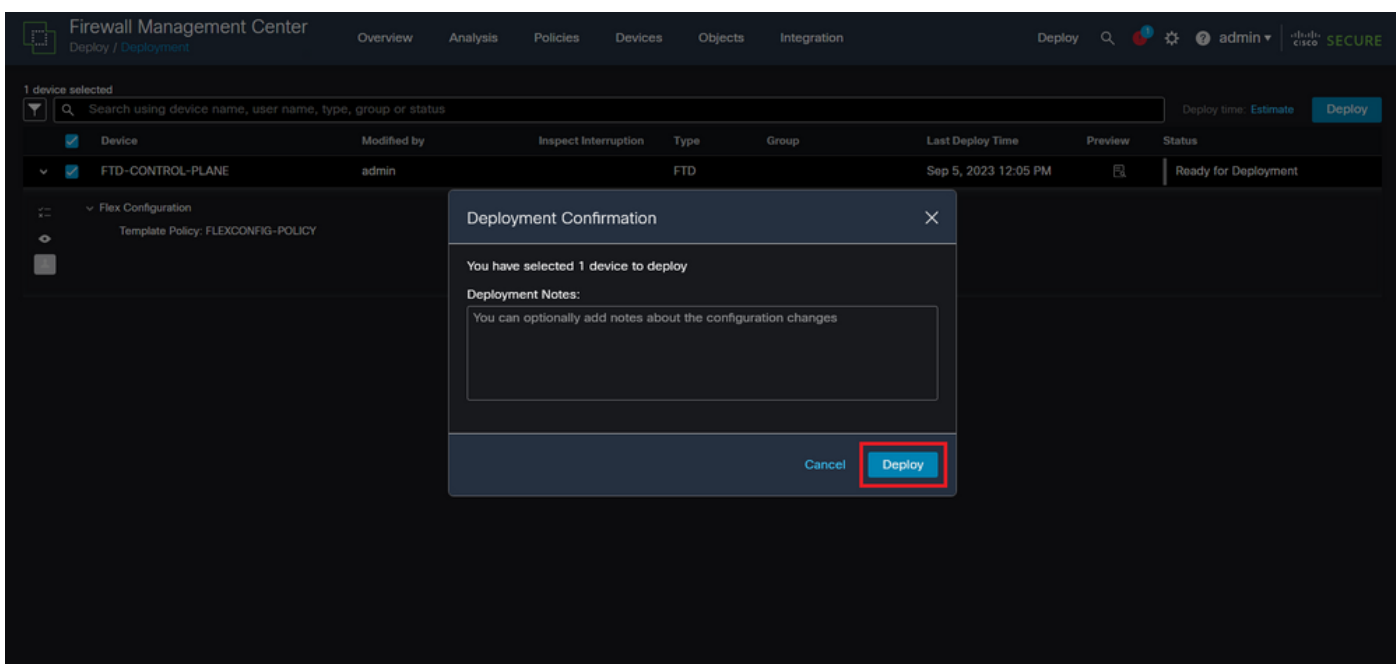 Firewall Management Center
Deploy / Deployment
Overview Analysis Policies Devices Objects Integration
Deploy 1 admin cisco SECURE
1 device selected
Search using device name, user name, type, group or status
Deploy time: Estimate Deploy
Device Modified by Inspect Interruption Type Group Last Deploy Time Preview Status
FTD-CONTROL-PLANE admin FTD Sep 5, 2023 12:05 PM Ready for Deployment
Flex Configuration
Template Policy: FLEXCONFIG-POLICY
Deployment Confirmation
You have selected 1 device to deploy
Deployment Notes:
You can optionally add notes about the configuration changes
Cancel Deploy